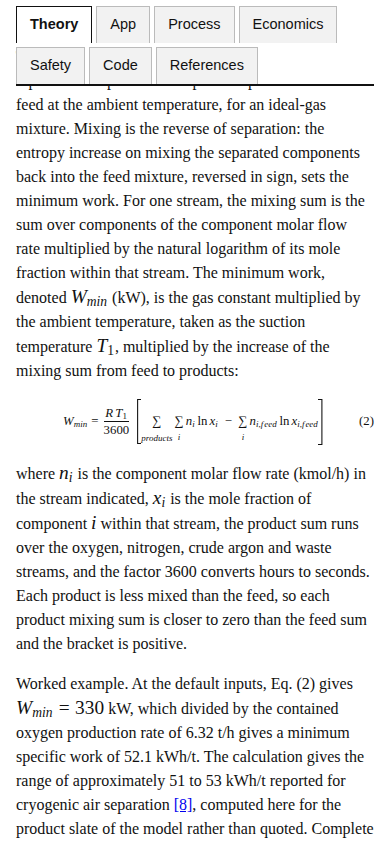 Theory App Process Economics
Safety Code References
feed at the ambient temperature, for an ideal-gas
mixture. Mixing is the reverse of separation: the
entropy increase on mixing the separated components
back into the feed mixture, reversed in sign, sets the
minimum work. For one stream, the mixing sum is the
sum over components of the component molar flow
rate multiplied by the natural logarithm of its mole
fraction within that stream. The minimum work,
denoted W_min (kW), is the gas constant multiplied by
the ambient temperature, taken as the suction
temperature T_1, multiplied by the increase of the
mixing sum from feed to products:
W_min = R T_1 / 3600 [ ∑_products ∑_i n_i ln x_i − ∑_i n_i,feed ln x_i,feed ] (2)
where n_i is the component molar flow rate (kmol/h) in
the stream indicated, x_i is the mole fraction of
component i within that stream, the product sum runs
over the oxygen, nitrogen, crude argon and waste
streams, and the factor 3600 converts hours to seconds.
Each product is less mixed than the feed, so each
product mixing sum is closer to zero than the feed sum
and the bracket is positive.
Worked example. At the default inputs, Eq. (2) gives
W_min = 330 kW, which divided by the contained
oxygen production rate of 6.32 t/h gives a minimum
specific work of 52.1 kWh/t. The calculation gives the
range of approximately 51 to 53 kWh/t reported for
cryogenic air separation [8], computed here for the
product slate of the model rather than quoted. Complete